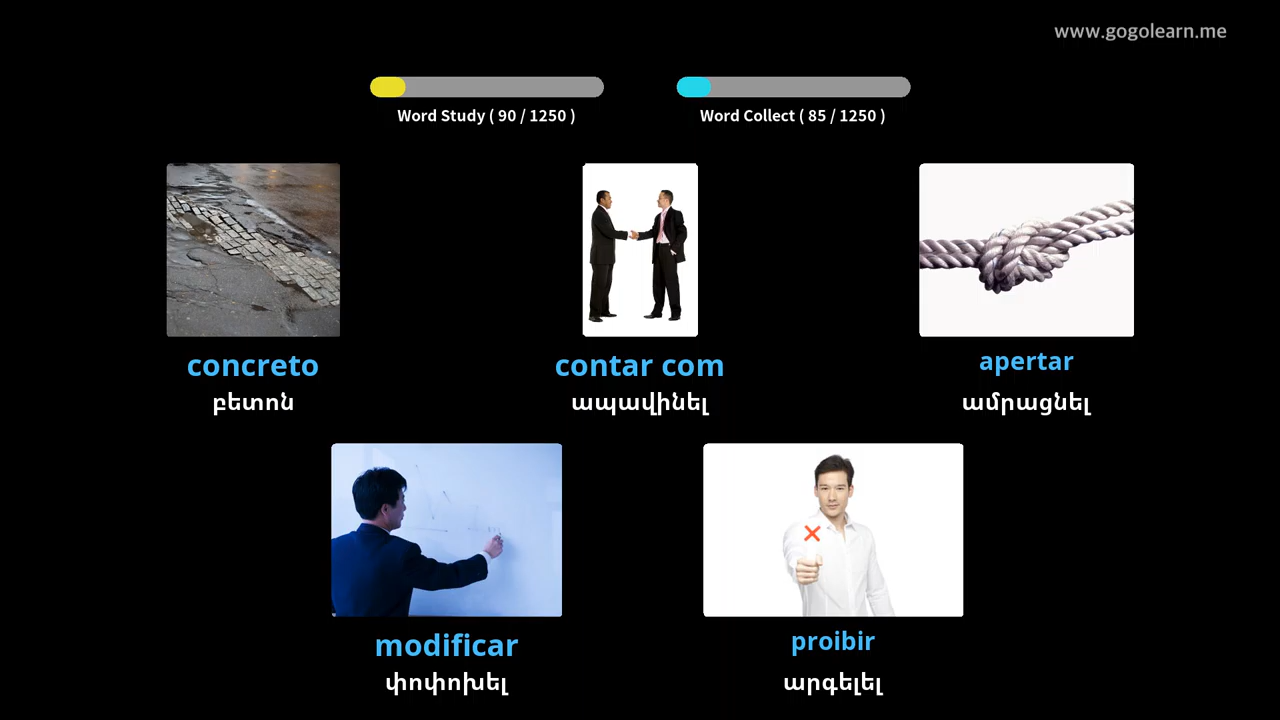 www.gogolearn.me
Word Study ( 90 / 1250 )
Word Collect ( 85 / 1250 )
concreto
բետոն
contar com
ապավինել
apertar
ամրացնել
modificar
փոփոխել
proibir
արգելել